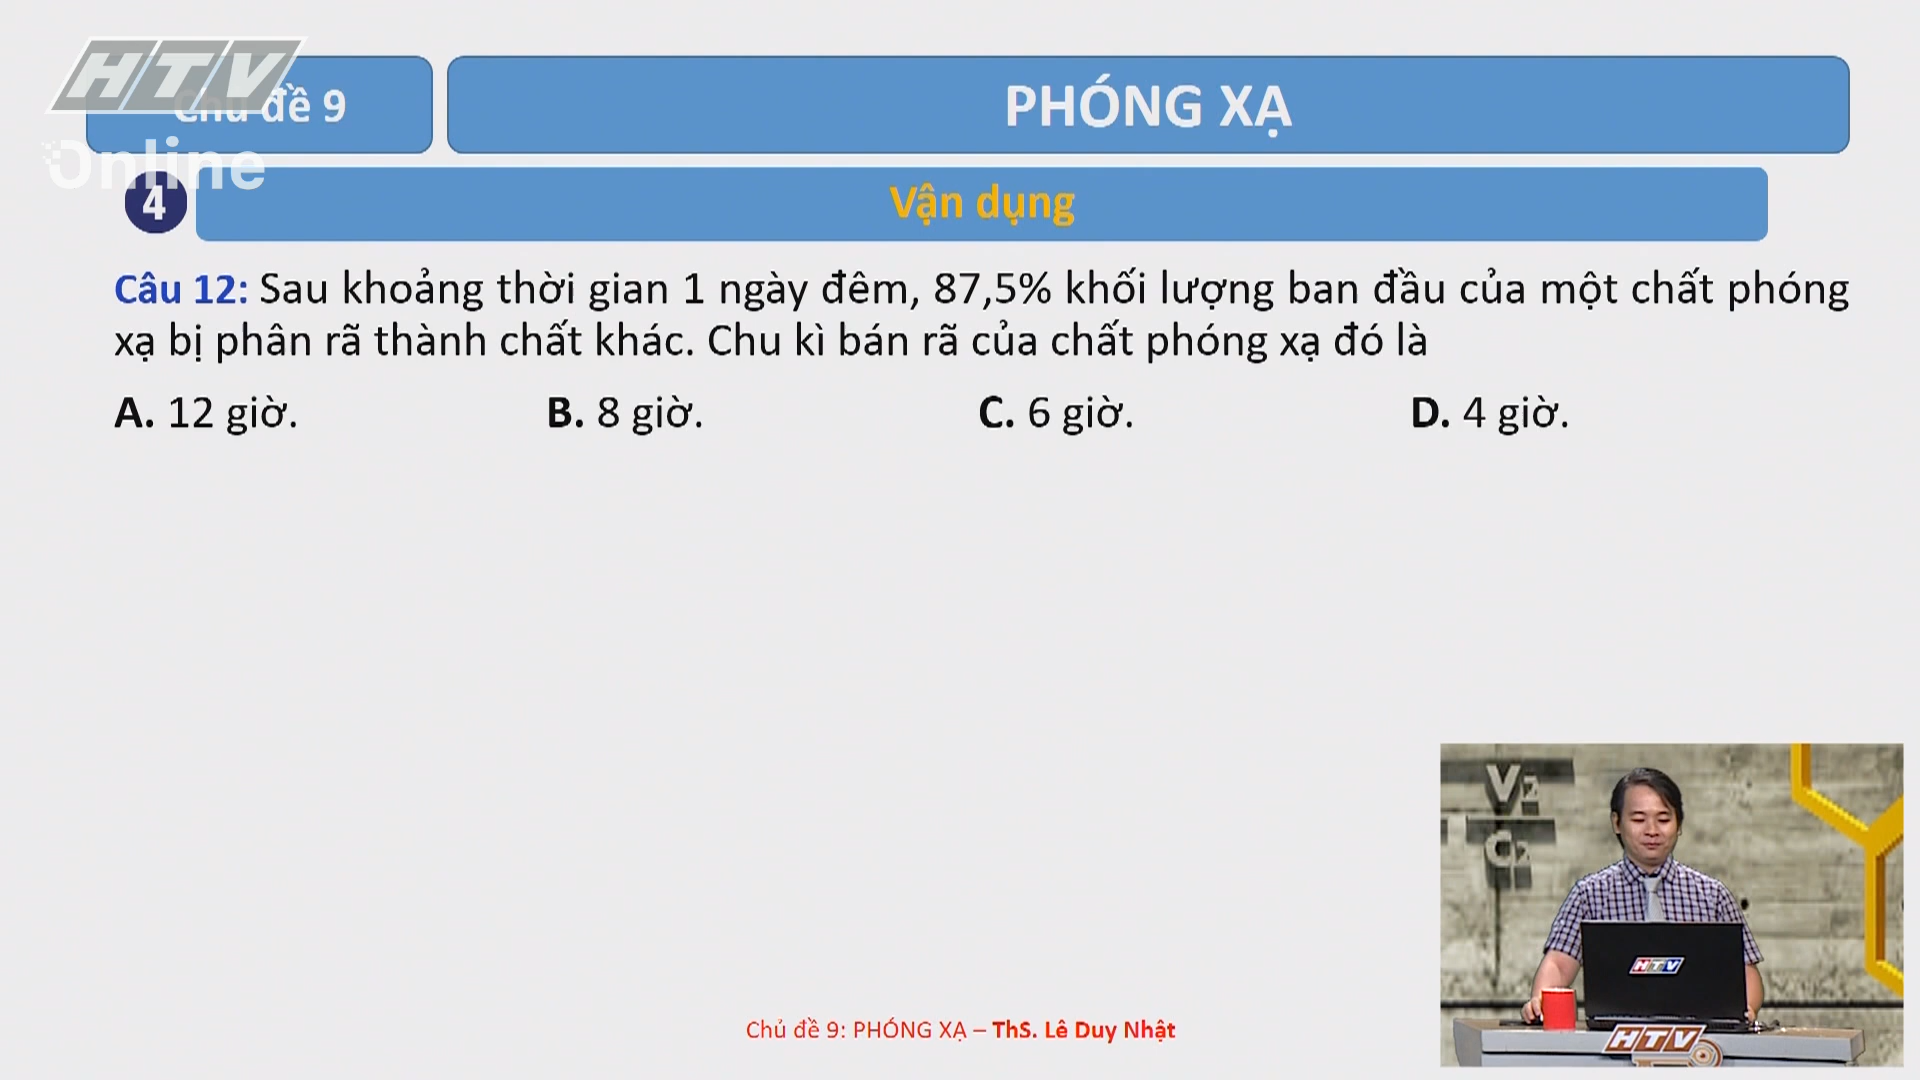 HTV
Online
Chủ đề 9
PHÓNG XẠ
4
Vận dụng
Câu 12: Sau khoảng thời gian 1 ngày đêm, 87,5% khối lượng ban đầu của một chất phóng
xạ bị phân rã thành chất khác. Chu kì bán rã của chất phóng xạ đó là
A. 12 giờ. B. 8 giờ. C. 6 giờ. D. 4 giờ.
V2
C2
HTV
HTV
Chủ đề 9: PHÓNG XẠ – ThS. Lê Duy Nhật